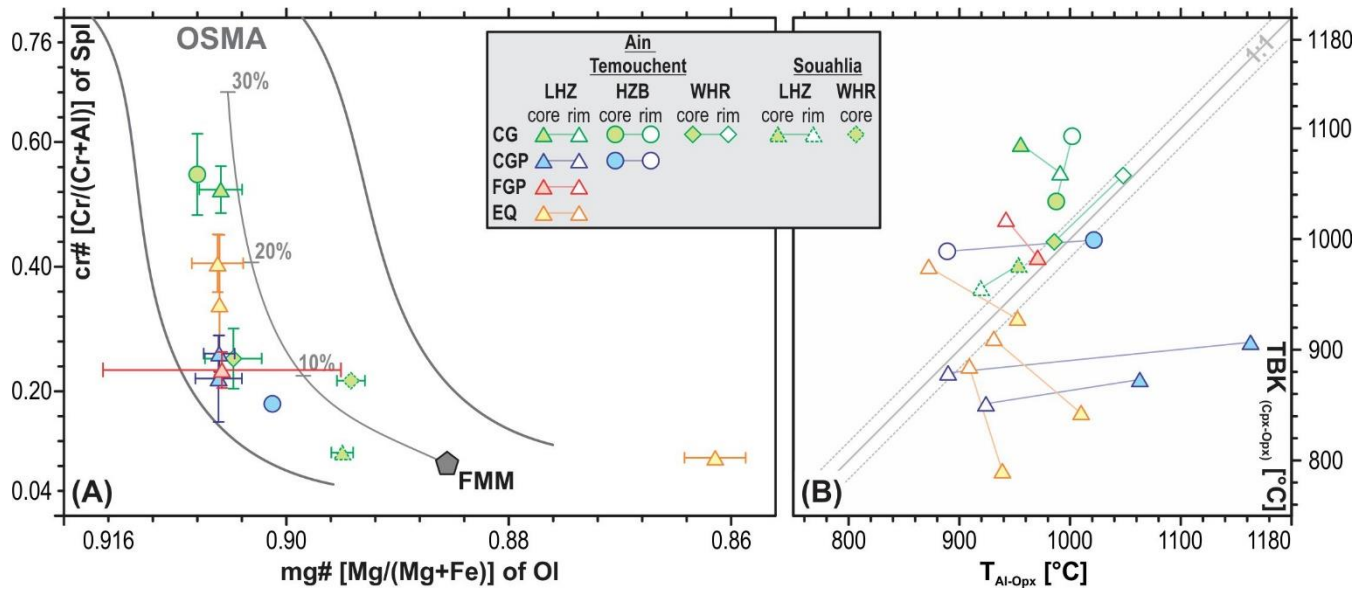 OSMA
30%
20%
10%
FMM
(A)
0.76
0.60
0.40
0.20
0.04
cr# [Cr/(Cr+Al)] of Spl
0.916
0.90
0.88
0.86
mg# [Mg/(Mg+Fe)] of Ol
Ain
Temouchent
Souahlia
LHZ HZB WHR LHZ WHR
core rim core rim core rim core rim core
CG
CGP
FGP
EQ
1:1
(B)
1180
1100
1000
900
800
TBK (Cpx-Opx) [°C]
800
900
1000
1100
1180
T Al-Opx [°C]